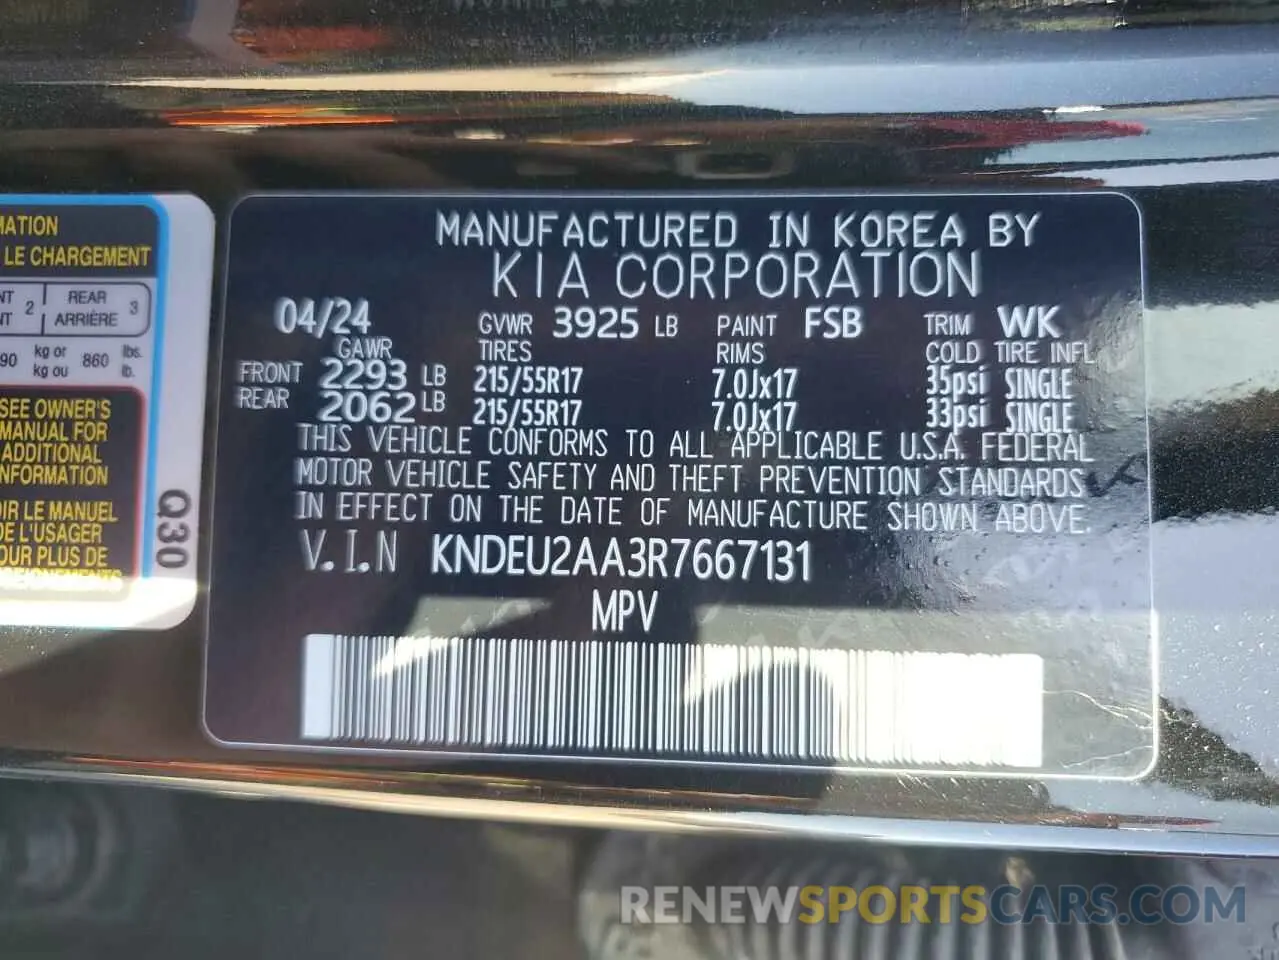 MANUFACTURED IN KOREA BY
KIA CORPORATION
04/24 GVWR 3925 LB PAINT FSB TRIM WK
GAWR TIRES RIMS COLD TIRE INFL
FRONT 2293 LB 215/55R17 7.0Jx17 35psi SINGLE
REAR 2062 LB 215/55R17 7.0Jx17 33psi SINGLE
THIS VEHICLE CONFORMS TO ALL APPLICABLE U.S.A. FEDERAL
MOTOR VEHICLE SAFETY AND THEFT PREVENTION STANDARDS
IN EFFECT ON THE DATE OF MANUFACTURE SHOWN ABOVE.
V.I.N KNDEU2AA3R7667131
MPV
MATION
LE CHARGEMENT
NT 2 REAR 3
NT ARRIÈRE
90 kg or 860 lbs.
kg ou lb.
SEE OWNER'S
MANUAL FOR
ADDITIONAL
INFORMATION
OIR LE MANUEL
DE L'USAGER
OUR PLUS DE
Q30
RENEWSPORTSCARS.COM